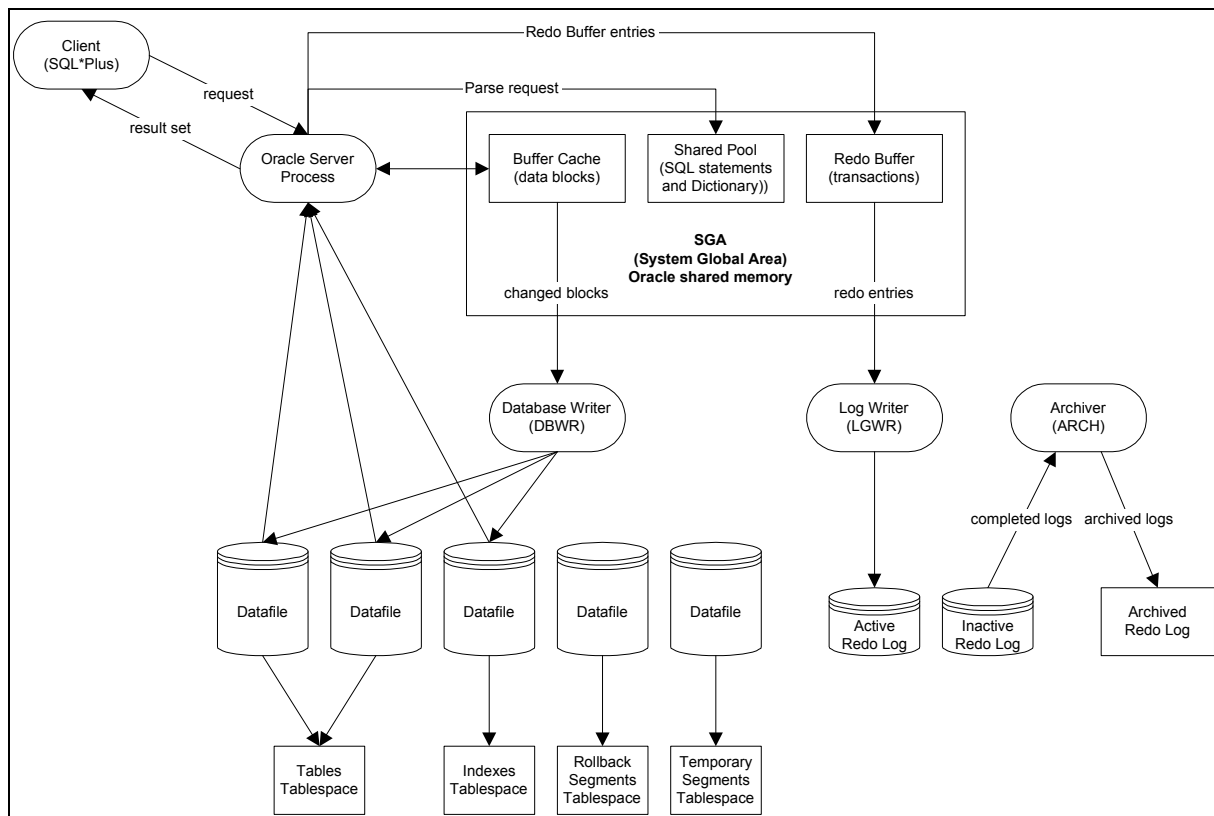 Client
(SQL*Plus)
Redo Buffer entries
request
Parse request
result set
Oracle Server
Process
Buffer Cache
(data blocks)
Shared Pool
(SQL statements
and Dictionary))
Redo Buffer
(transactions)
SGA
(System Global Area)
Oracle shared memory
changed blocks
redo entries
Database Writer
(DBWR)
Log Writer
(LGWR)
Archiver
(ARCH)
completed logs
archived logs
Datafile
Datafile
Datafile
Datafile
Datafile
Active
Redo Log
Inactive
Redo Log
Archived
Redo Log
Tables
Tablespace
Indexes
Tablespace
Rollback
Segments
Tablespace
Temporary
Segments
Tablespace